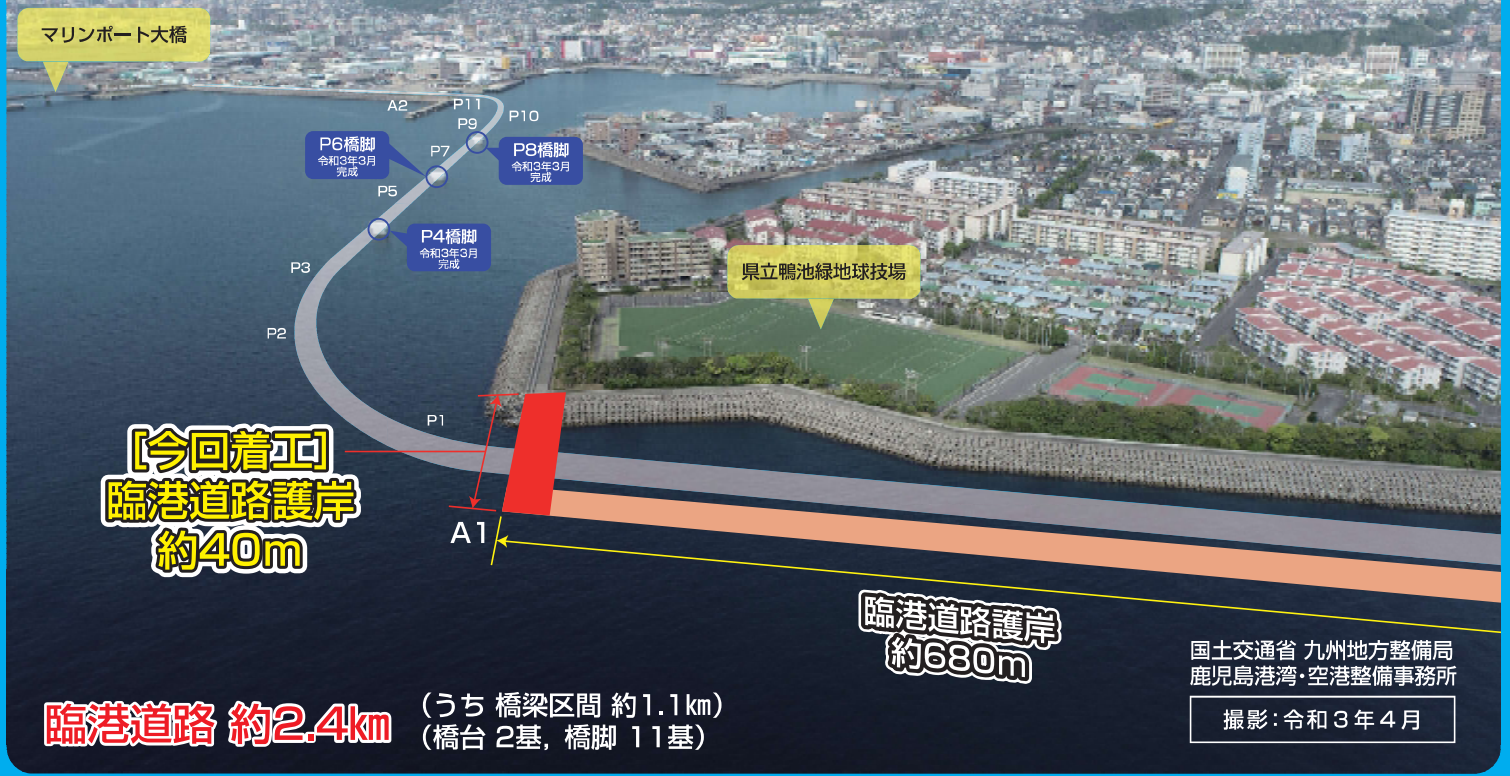 マリンポート大橋
A2
P11
P10
P9
P8橋脚
令和3年3月
完成
P7
P6橋脚
令和3年3月
完成
P5
P4橋脚
令和3年3月
完成
P3
P2
P1
県立鴨池緑地球技場
[今回着工]
臨港道路護岸
約40m
A1
臨港道路護岸
約680m
臨港道路 約2.4km
(うち 橋梁区間 約1.1km)
(橋台 2基, 橋脚 11基)
国土交通省 九州地方整備局
鹿児島港湾・空港整備事務所
撮影:令和3年4月